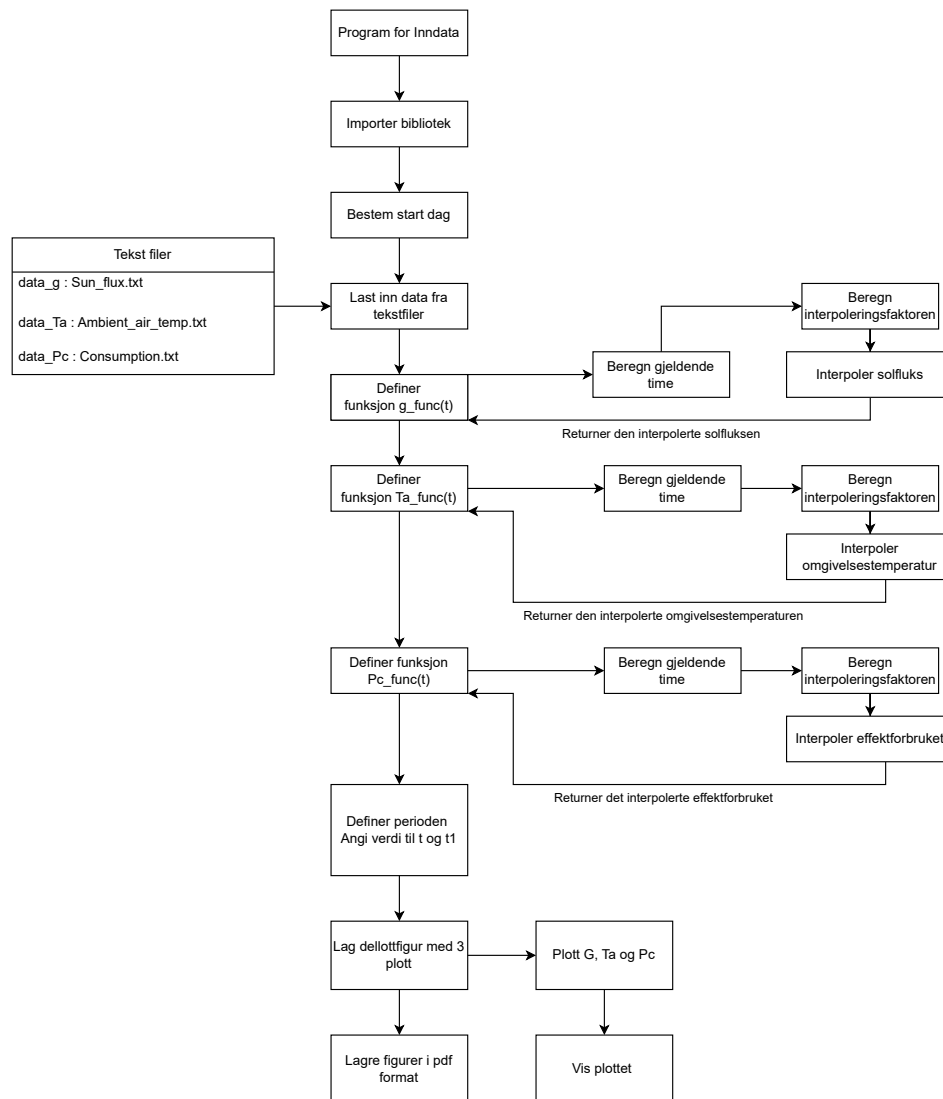 Program for Inndata
Importer bibliotek
Bestem start dag
Tekst filer
data_g : Sun_flux.txt
data_Ta : Ambient_air_temp.txt
data_Pc : Consumption.txt
Last inn data fra
tekstfiler
Definer
funksjon g_func(t)
Beregn gjeldende
time
Beregn
interpoleringsfaktoren
Interpoler solfluks
Returner den interpolerte solfluksen
Definer
funksjon Ta_func(t)
Beregn gjeldende
time
Beregn
interpoleringsfaktoren
Interpoler
omgivelsestemperatur
Returner den interpolerte omgivelsestemperaturen
Definer funksjon
Pc_func(t)
Beregn gjeldende
time
Beregn
interpoleringsfaktoren
Interpoler effektforbruket
Returner det interpolerte effektforbruket
Definer perioden
Angi verdi til t og t1
Lag dellottfigur med 3
plott
Plott G, Ta og Pc
Lagre figurer i pdf
format
Vis plottet